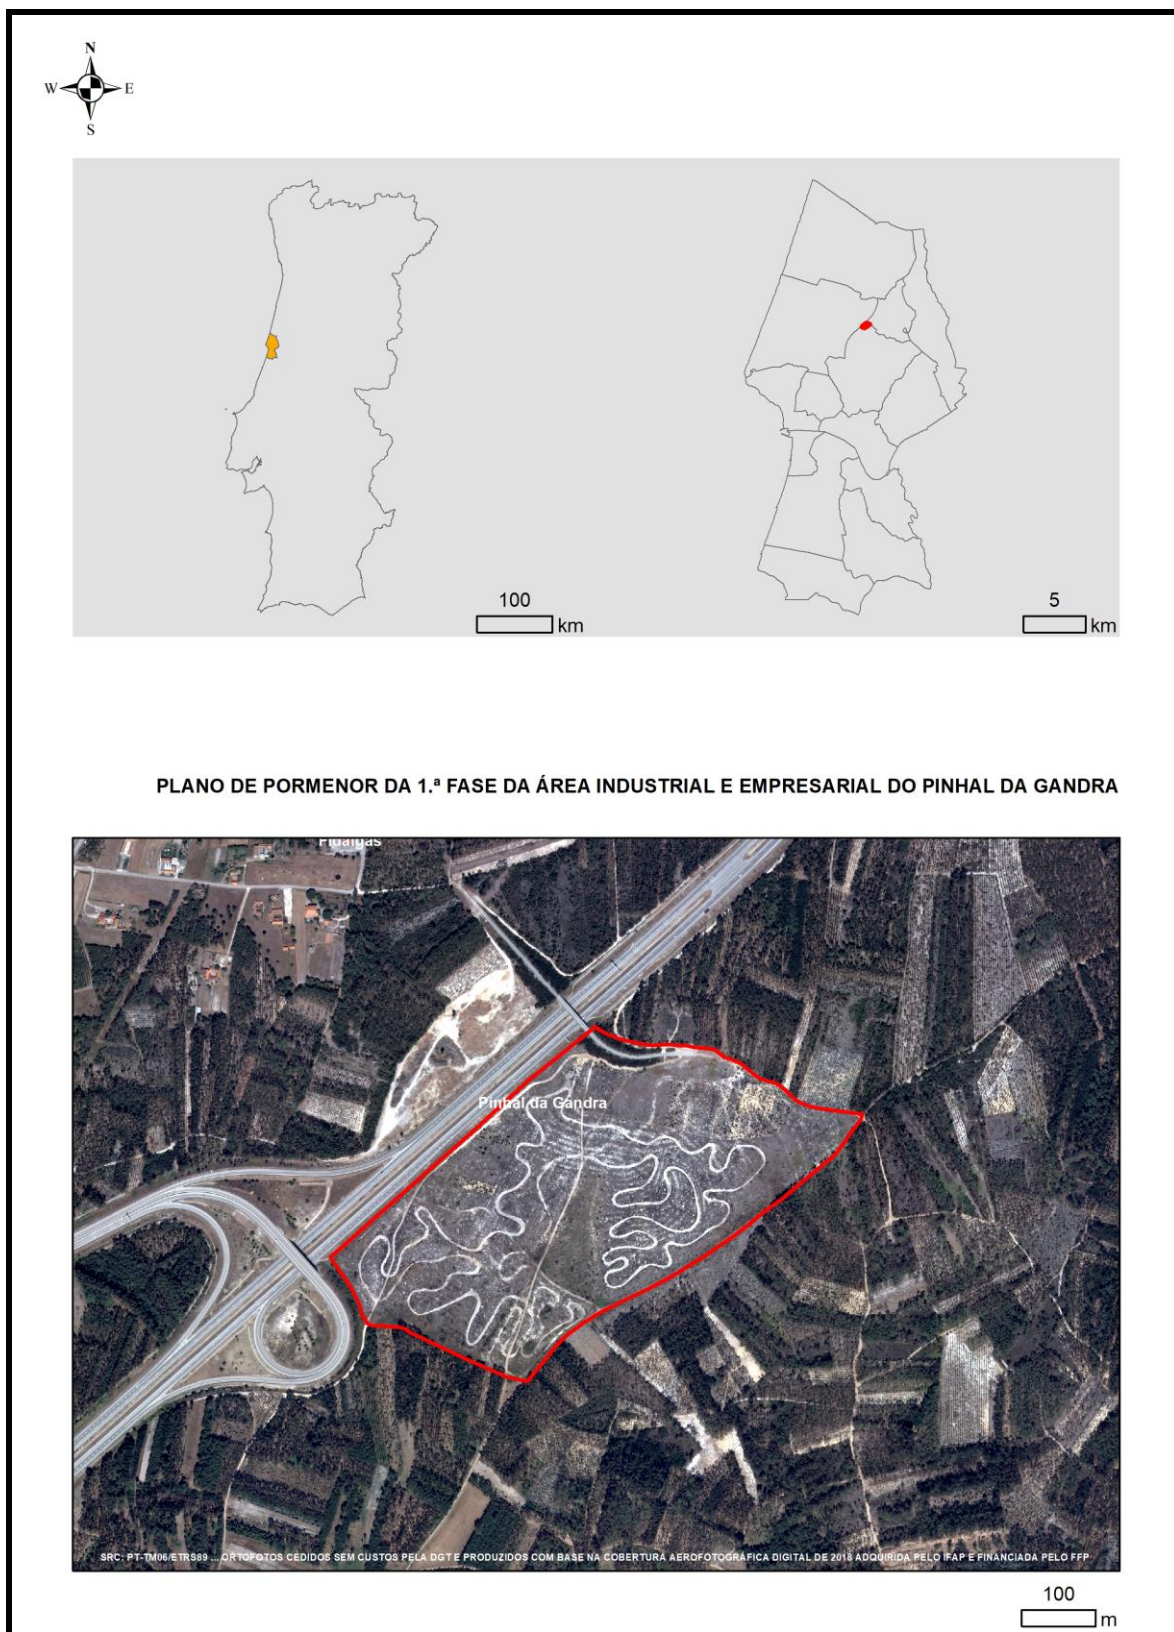 N
W E
S
100
km
5
km
PLANO DE PORMENOR DA 1.ª FASE DA ÁREA INDUSTRIAL E EMPRESARIAL DO PINHAL DA GANDRA
Fidalgas
Pinhal da Gandra
SRC: PT-TM06/ETRS89 ... ORTOFOTOS CEDIDOS SEM CUSTOS PELA DGT E PRODUZIDOS COM BASE NA COBERTURA AEROFOTOGRÁFICA DIGITAL DE 2018 ADQUIRIDA PELO IFAP E FINANCIADA PELO FFP
100
m